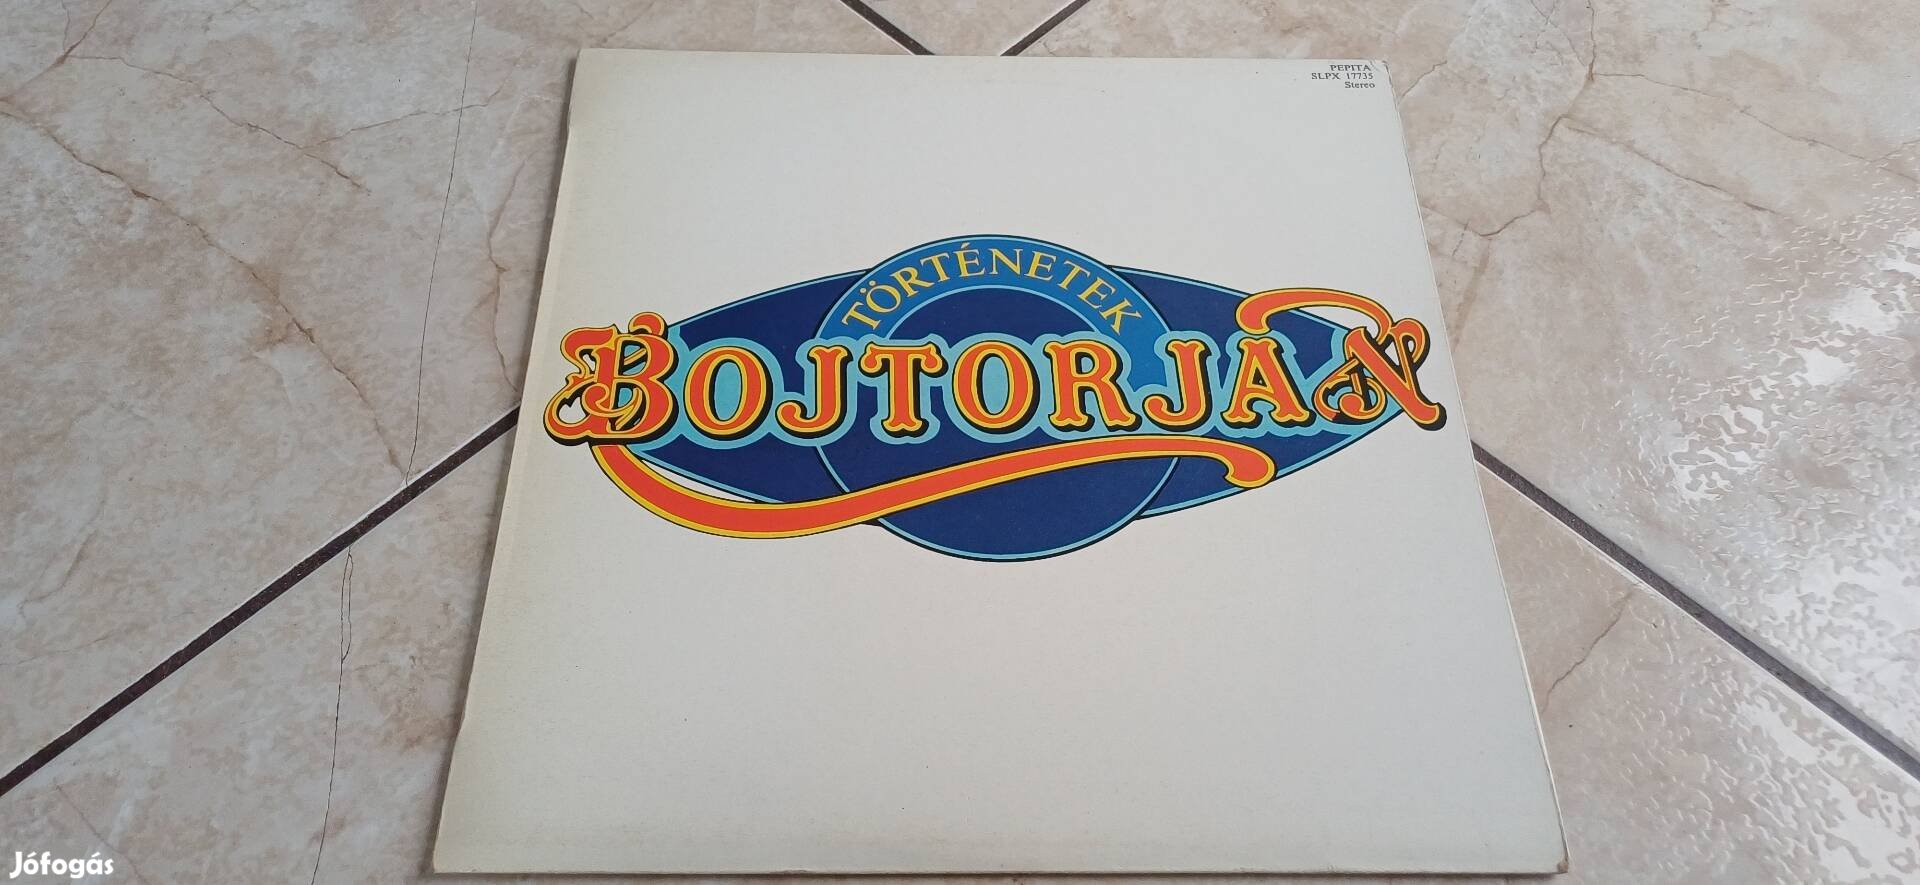 PEPITA
SLPX 17735
Stereo
TÖRTÉNETEK
BOJTORJÁN
Jófogás